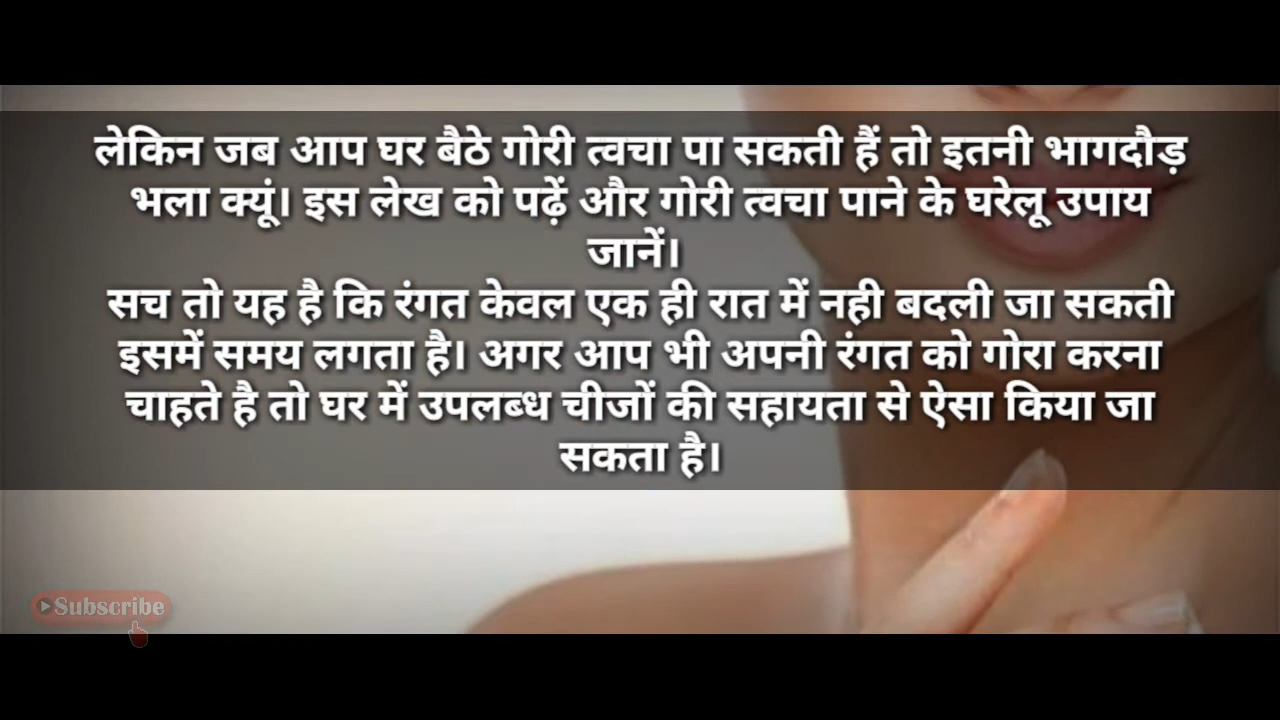 लेकिन जब आप घर बैठे गोरी त्वचा पा सकती हैं तो इतनी भागदौड़
भला क्यूं। इस लेख को पढ़ें और गोरी त्वचा पाने के घरेलू उपाय
जानें।
सच तो यह है कि रंगत केवल एक ही रात में नही बदली जा सकती
इसमें समय लगता है। अगर आप भी अपनी रंगत को गोरा करना
चाहते है तो घर में उपलब्ध चीजों की सहायता से ऐसा किया जा
सकता है।
Subscribe